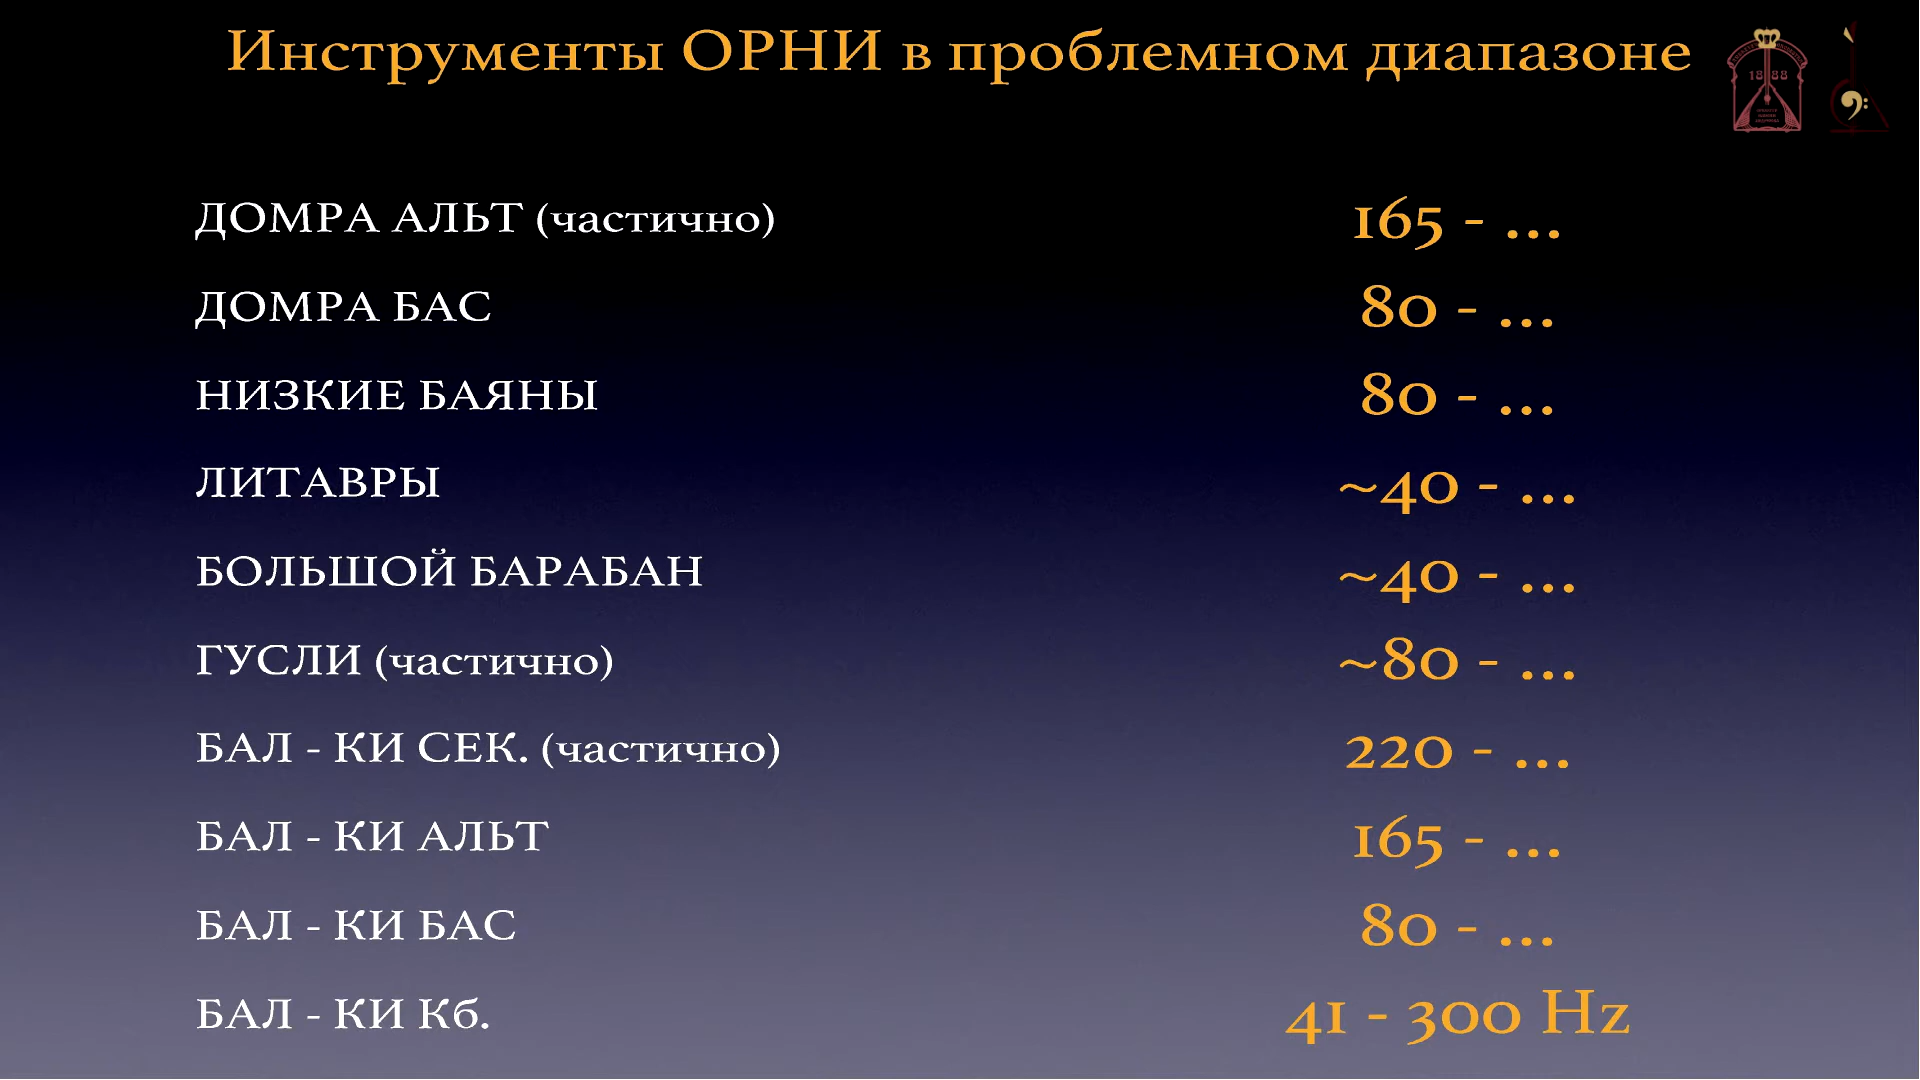 Инструменты ОРНИ в проблемном диапазоне
1888
ДОМРА АЛЬТ (частично) 165 - ...
ДОМРА БАС 80 - ...
НИЗКИЕ БАЯНЫ 80 - ...
ЛИТАВРЫ ~40 - ...
БОЛЬШОЙ БАРАБАН ~40 - ...
ГУСЛИ (частично) ~80 - ...
БАЛ - КИ СЕК. (частично) 220 - ...
БАЛ - КИ АЛЬТ 165 - ...
БАЛ - КИ БАС 80 - ...
БАЛ - КИ Кб. 41 - 300 Hz